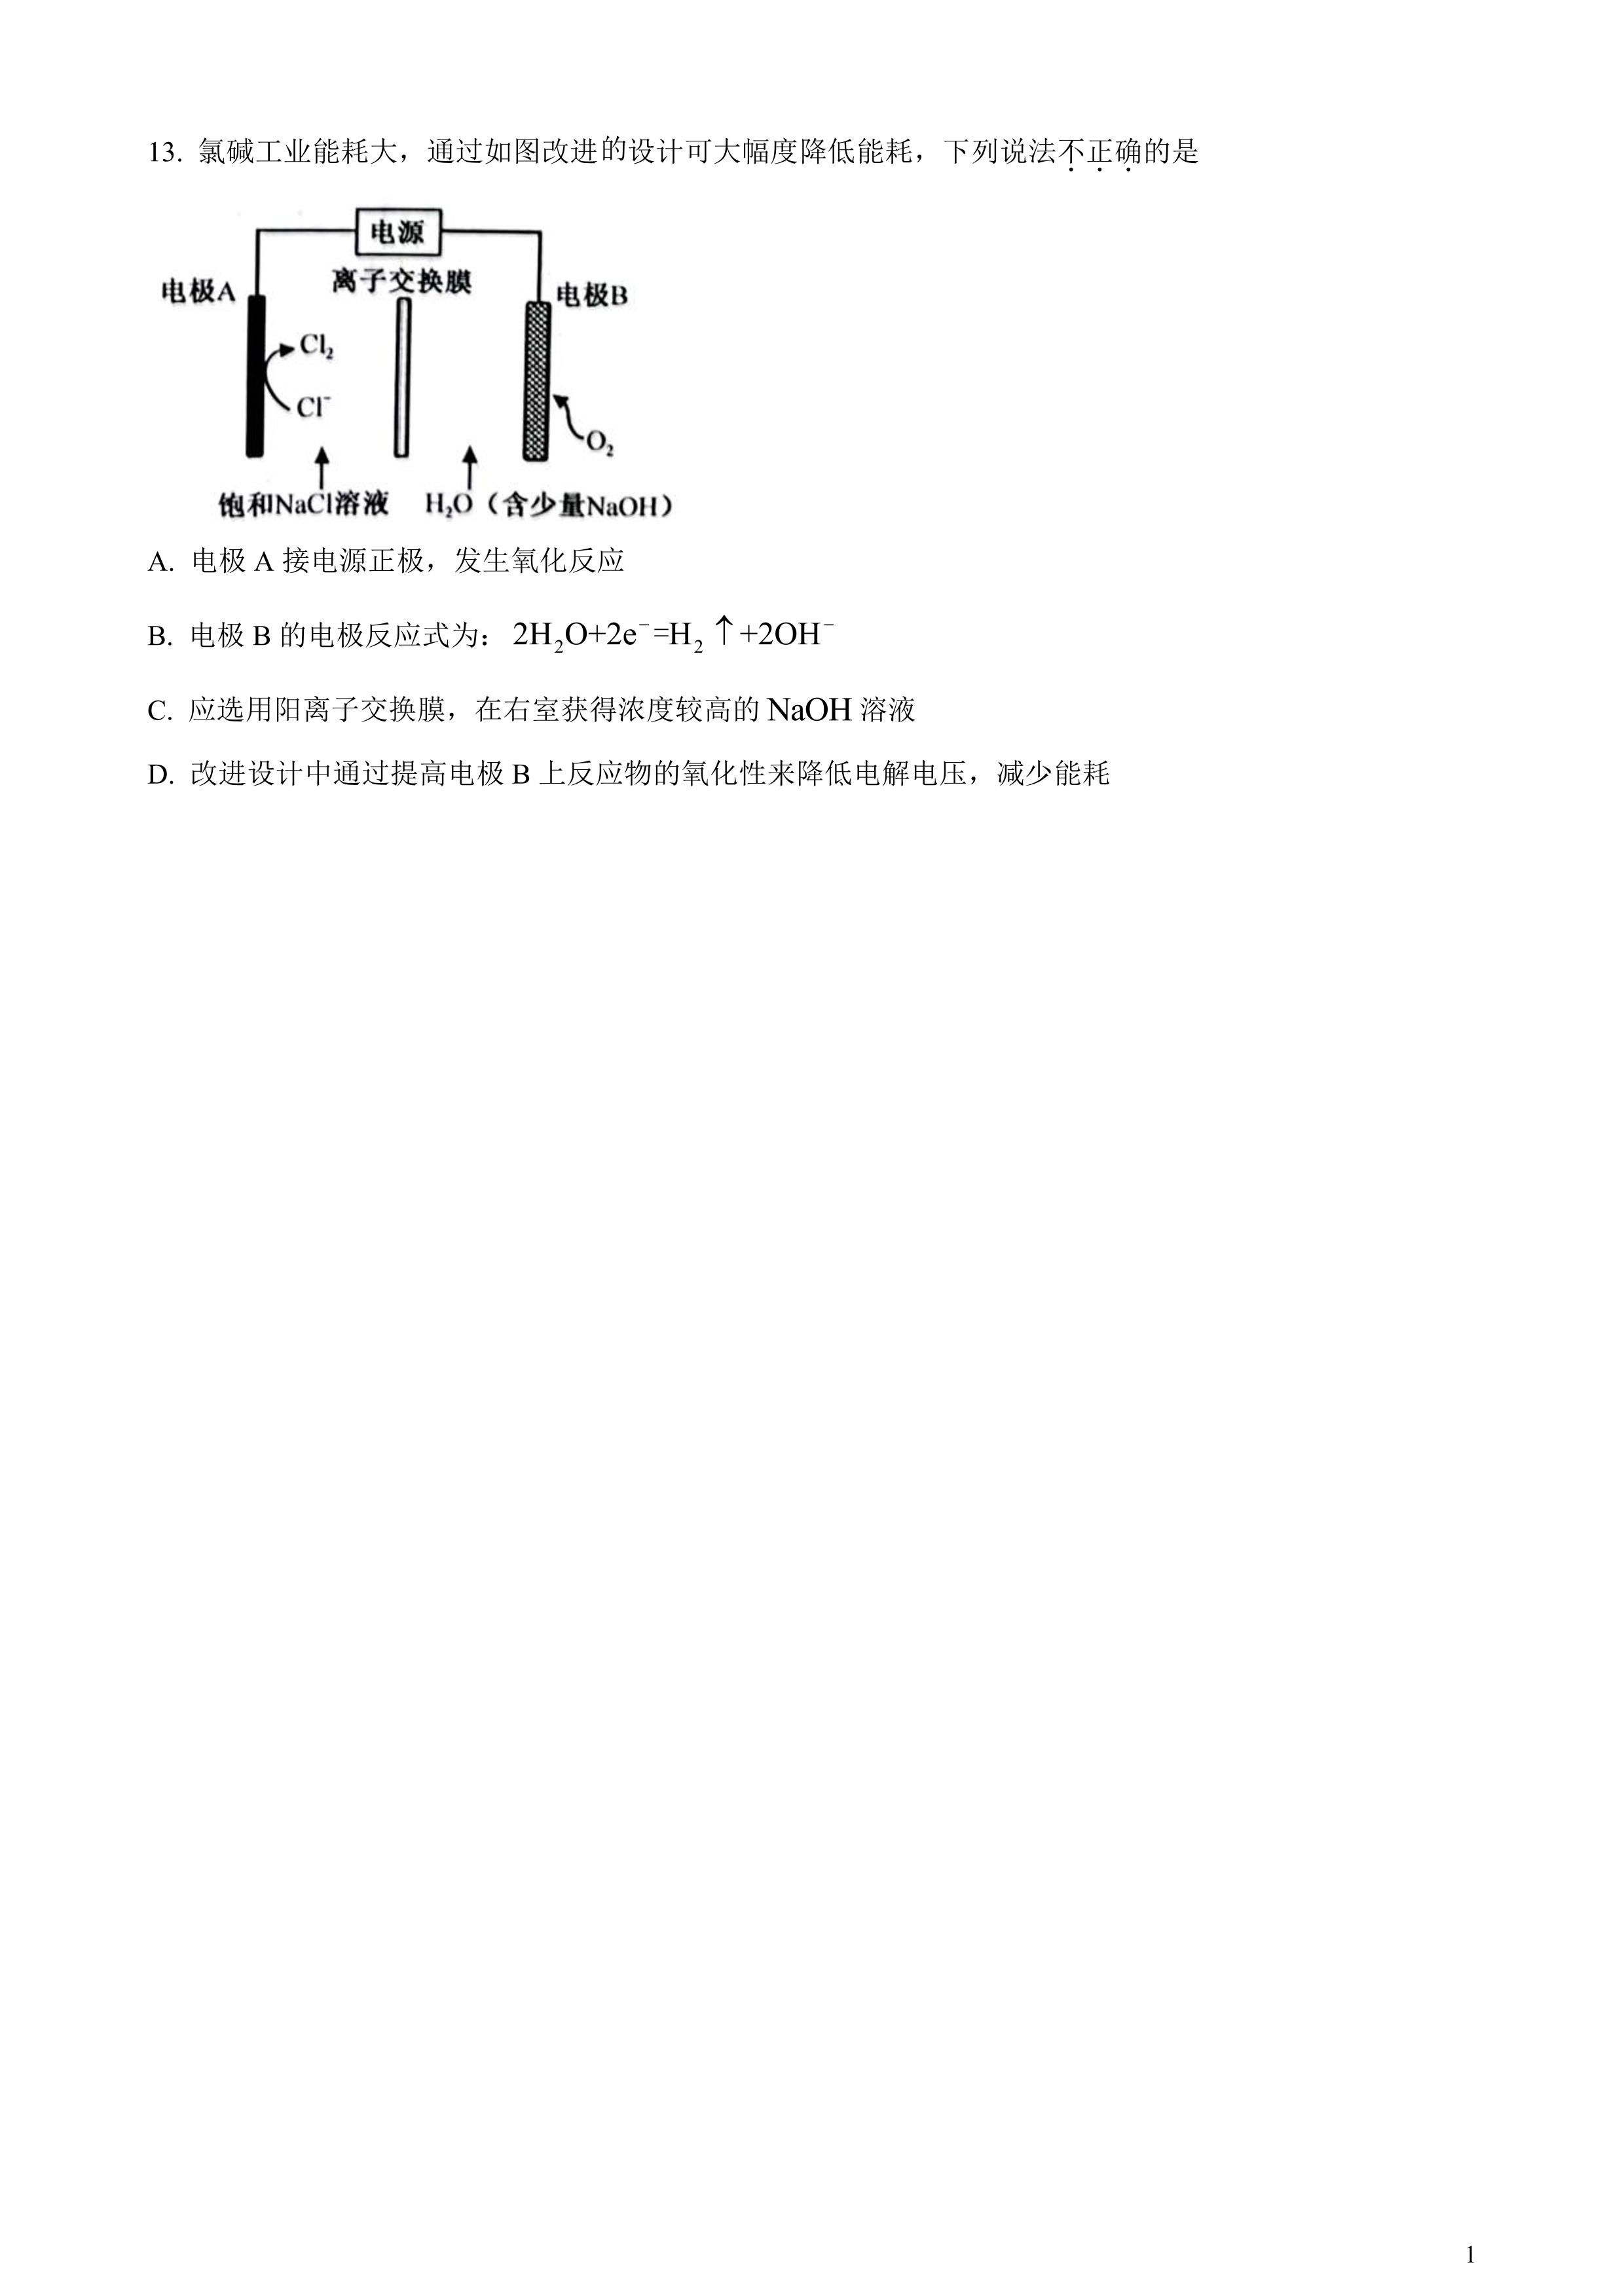 13. 氯碱工业能耗大，通过如图改进的设计可大幅度降低能耗，下列说法不正确的是
电源
离子交换膜
电极A
电极B
Cl₂
Cl⁻
O₂
饱和NaCl溶液 H₂O（含少量NaOH）
A. 电极 A 接电源正极，发生氧化反应
B. 电极 B 的电极反应式为：2H₂O+2e⁻=H₂↑+2OH⁻
C. 应选用阳离子交换膜，在右室获得浓度较高的 NaOH 溶液
D. 改进设计中通过提高电极 B 上反应物的氧化性来降低电解电压，减少能耗
1